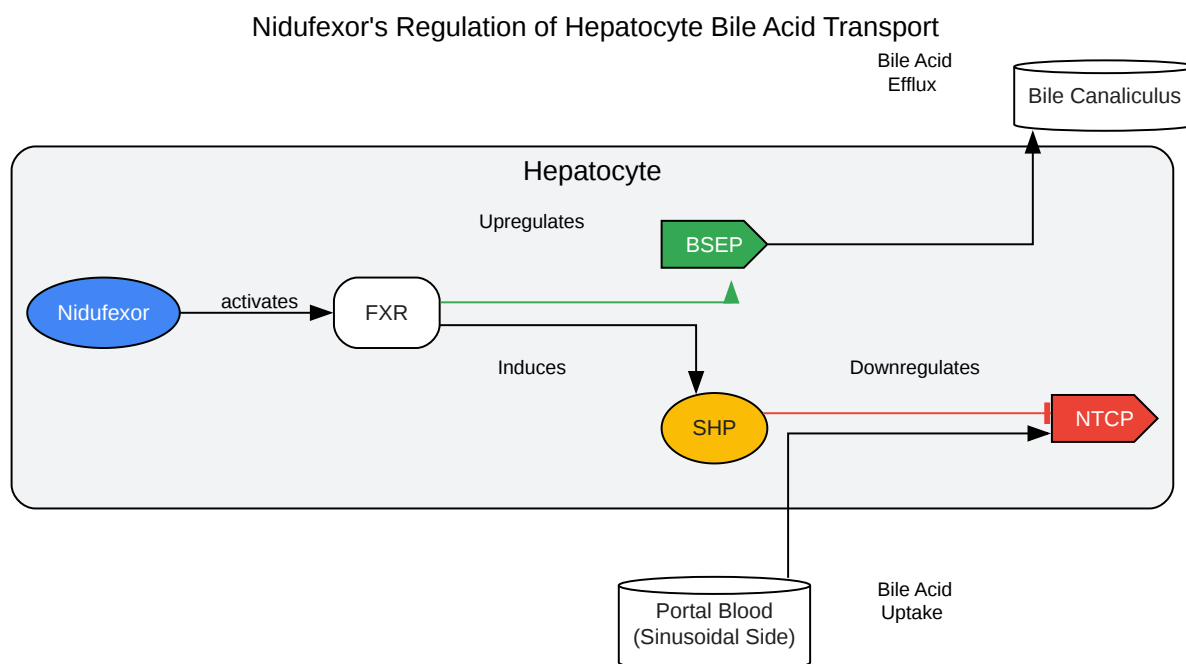 Nidufexor's Regulation of Hepatocyte Bile Acid Transport
Bile Acid
Efflux
Bile Canaliculus
Hepatocyte
Upregulates
BSEP
Nidufexor
activates
FXR
Induces
Downregulates
SHP
NTCP
Portal Blood
(Sinusoidal Side)
Bile Acid
Uptake